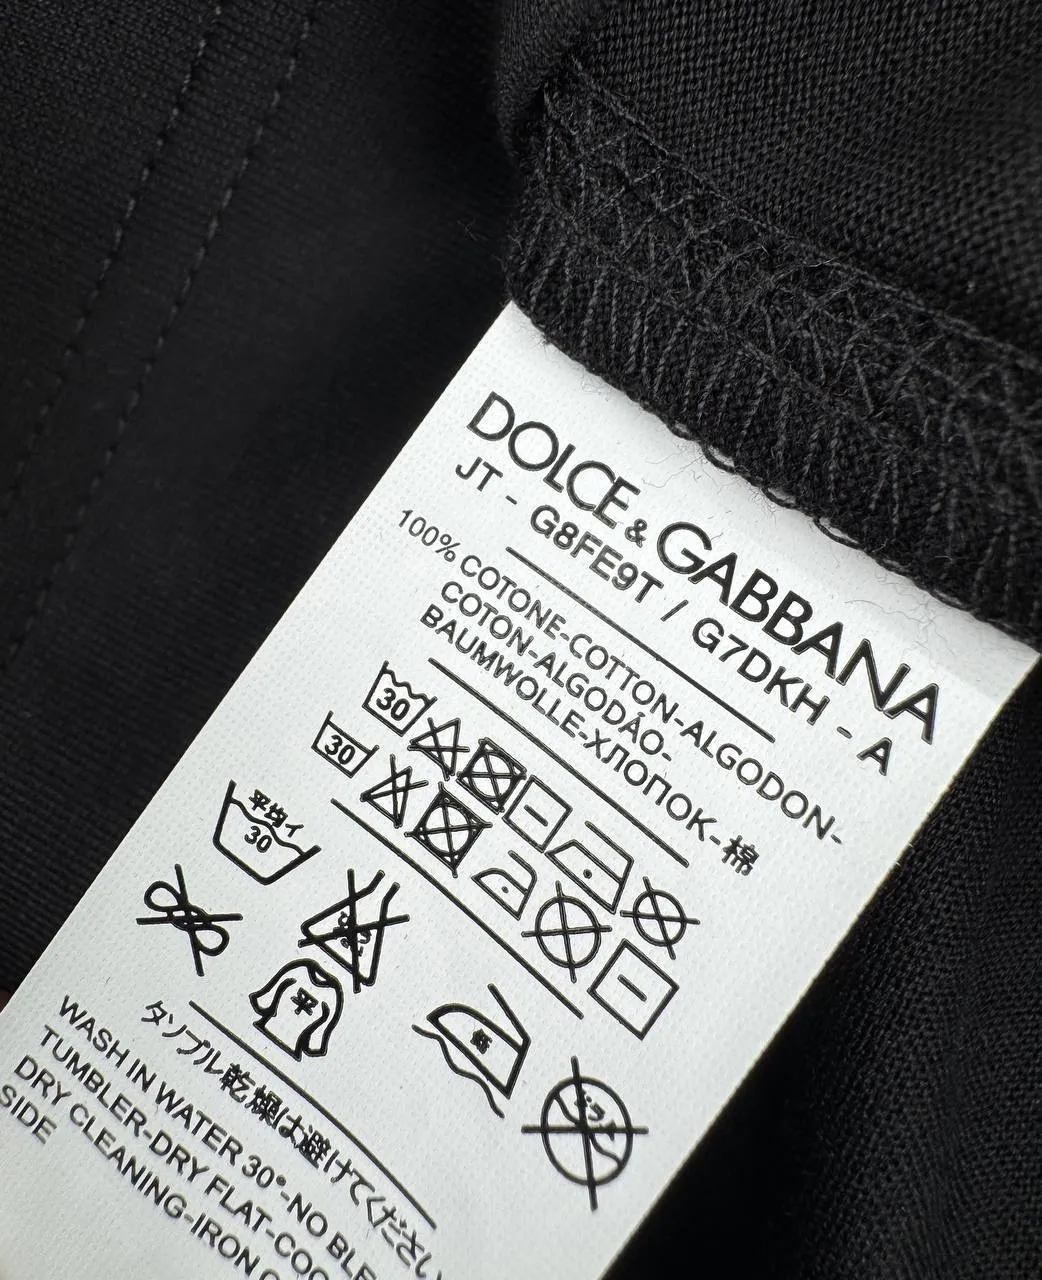 DOLCE & GABBANA
JT - G8FE9T / G7DKH - A
100% COTONE-COTTON-ALGODON-
COTON-ALGODÃO-
BAUMWOLLE-ХЛОПОК-棉
30
30
平均イ
30
平
タンブル乾燥は避けてください
WASH IN WATER 30°-NO BLE
TUMBLER-DRY FLAT-COO
DRY CLEANING-IRON
SIDE